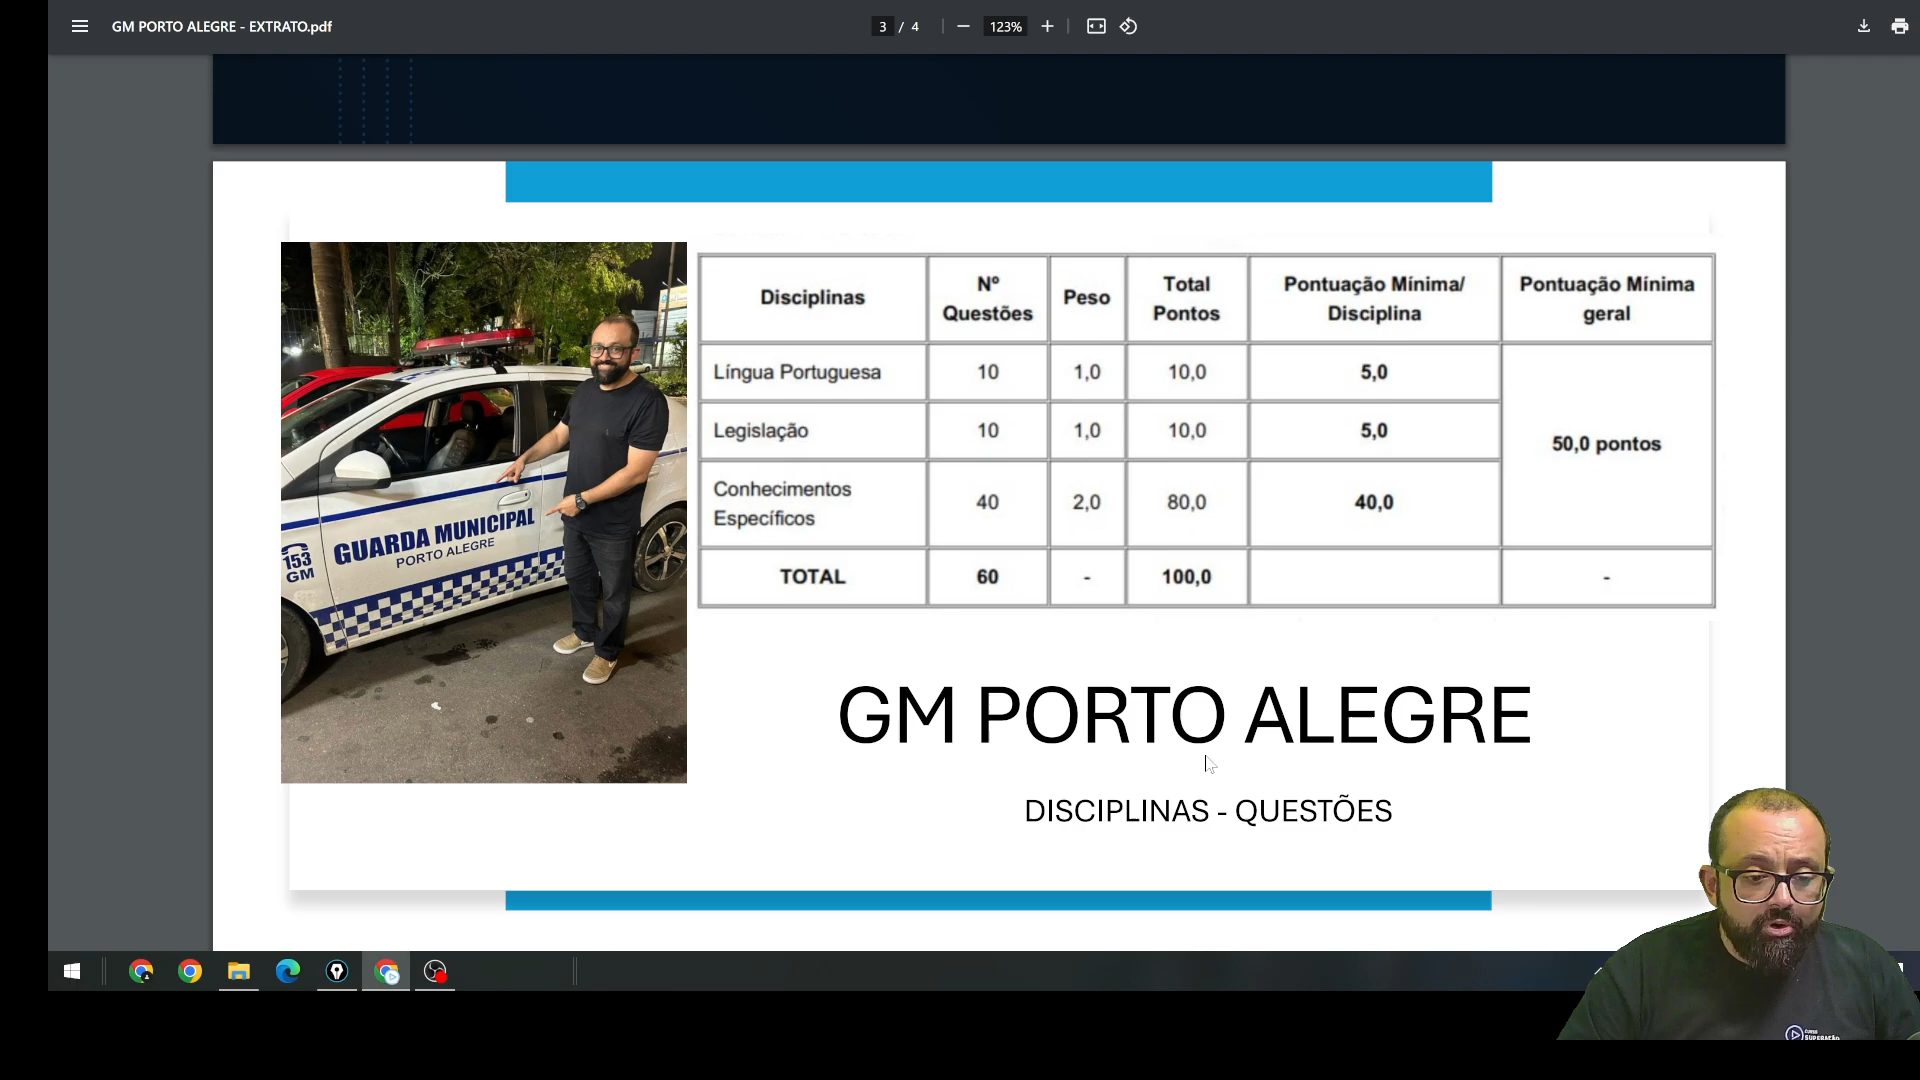 GM PORTO ALEGRE - EXTRATO.pdf
3 / 4
123%
Disciplinas
Nº Questões
Peso
Total Pontos
Pontuação Mínima/ Disciplina
Pontuação Mínima geral
Língua Portuguesa 10 1,0 10,0 5,0
Legislação 10 1,0 10,0 5,0
50,0 pontos
Conhecimentos Específicos 40 2,0 80,0 40,0
TOTAL 60 - 100,0 -
153
GM
GUARDA MUNICIPAL
PORTO ALEGRE
GM PORTO ALEGRE
DISCIPLINAS - QUESTÕES
CURSO
SUPERAÇÃO